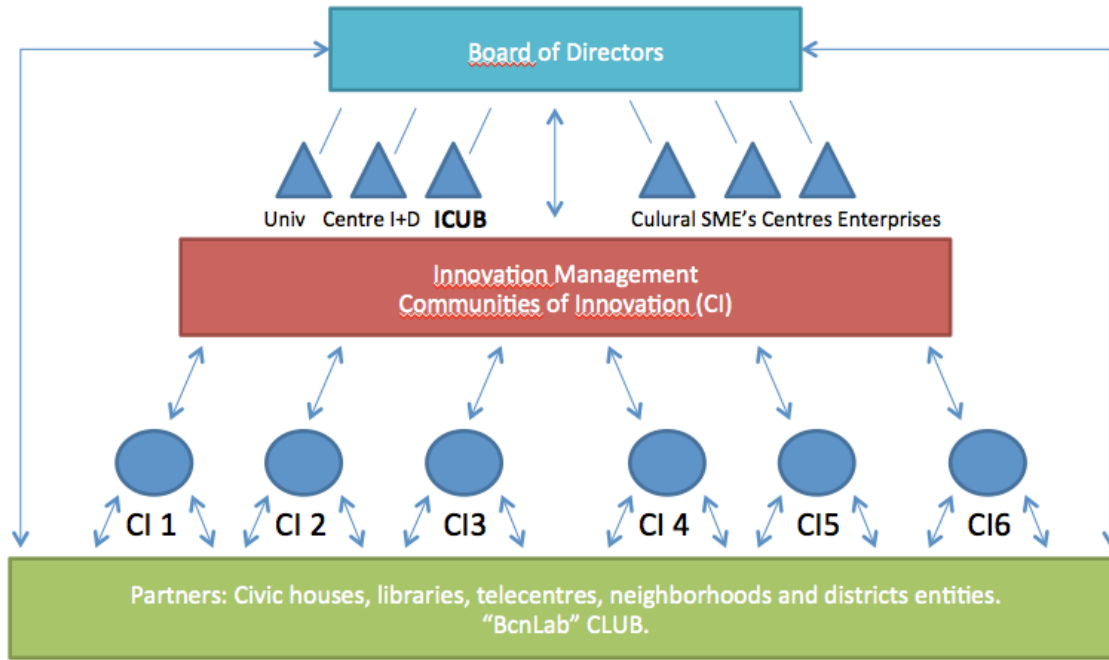 Board of Directors
Univ Centre I+D ICUB Culural SME's Centres Enterprises
Innovation Management
Communities of Innovation (CI)
CI 1 CI 2 CI3 CI 4 CI5 CI6
Partners: Civic houses, libraries, telecentres, neighborhoods and districts entities.
“BcnLab” CLUB.